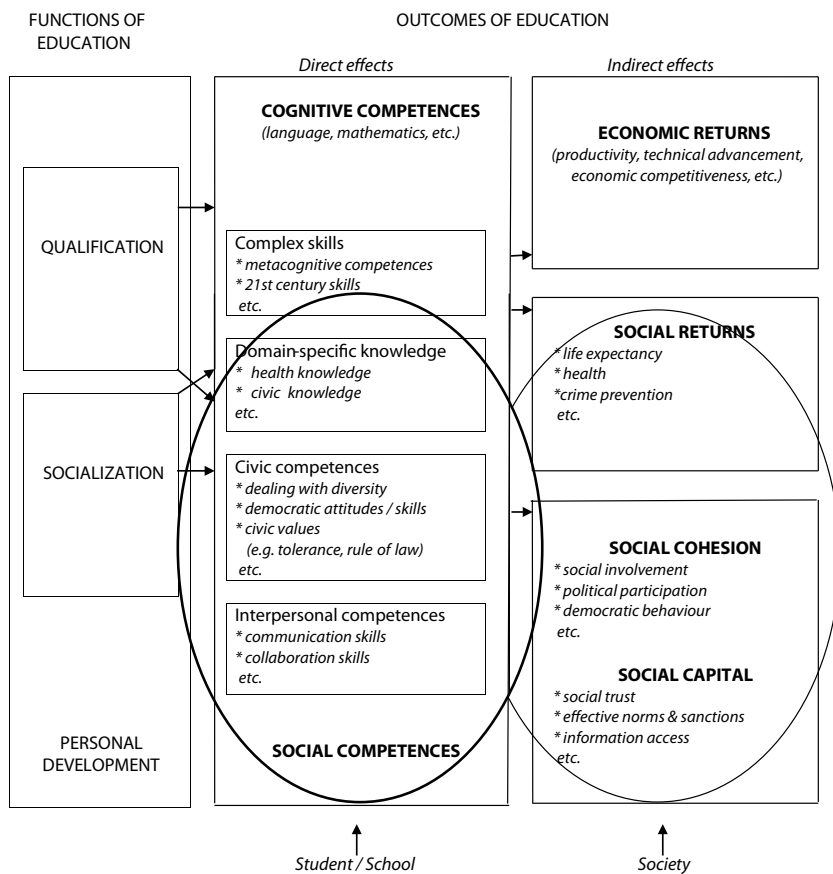 FUNCTIONS OF
EDUCATION
OUTCOMES OF EDUCATION
Direct effects
Indirect effects
QUALIFICATION
SOCIALIZATION
PERSONAL
DEVELOPMENT
COGNITIVE COMPETENCES
(language, mathematics, etc.)
Complex skills
* metacognitive competences
* 21st century skills
etc.
Domain-specific knowledge
* health knowledge
* civic knowledge
etc.
Civic competences
* dealing with diversity
* democratic attitudes / skills
* civic values
(e.g. tolerance, rule of law)
etc.
Interpersonal competences
* communication skills
* collaboration skills
etc.
SOCIAL COMPETENCES
ECONOMIC RETURNS
(productivity, technical advancement,
economic competitiveness, etc.)
SOCIAL RETURNS
* life expectancy
* health
*crime prevention
etc.
SOCIAL COHESION
* social involvement
* political participation
* democratic behaviour
etc.
SOCIAL CAPITAL
* social trust
* effective norms & sanctions
* information access
etc.
Student / School
Society